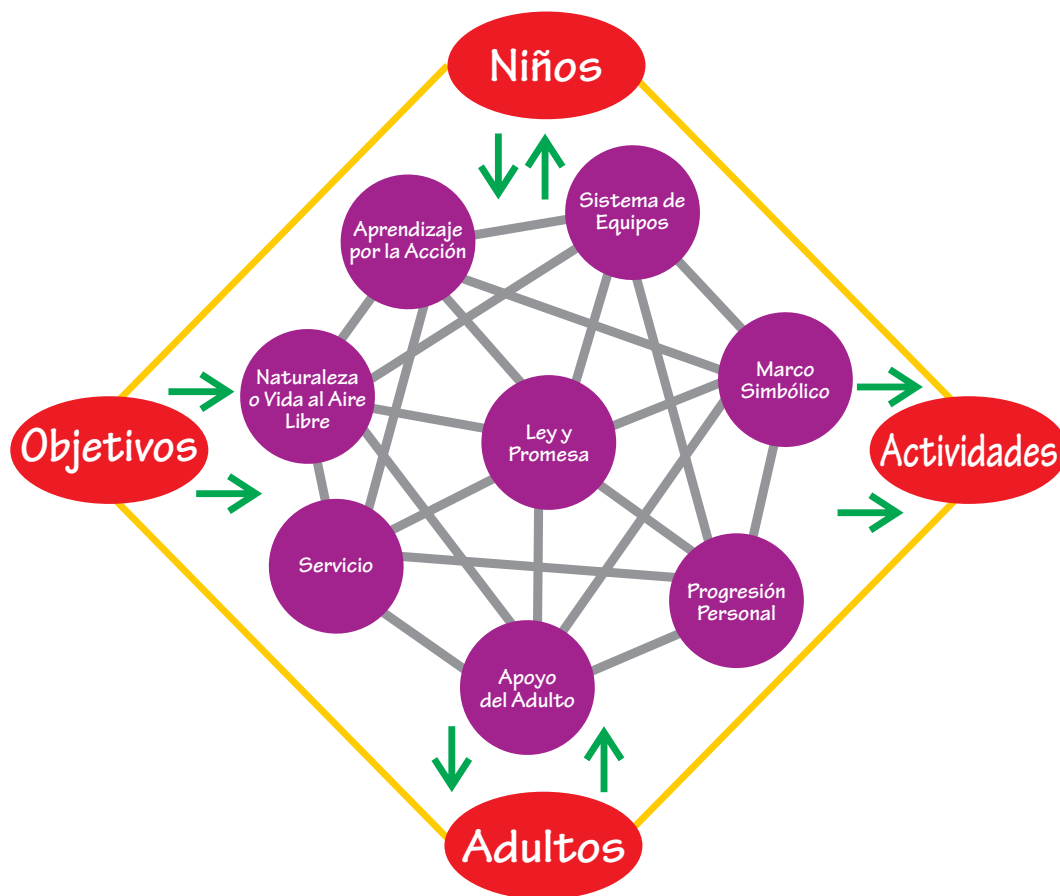 Niños
Sistema de
Equipos
Aprendizaje
por la Acción
Marco
Simbólico
Naturaleza
o Vida al Aire
Libre
Ley y
Promesa
Objetivos
Actividades
Servicio
Progresión
Personal
Apoyo
del Adulto
Adultos